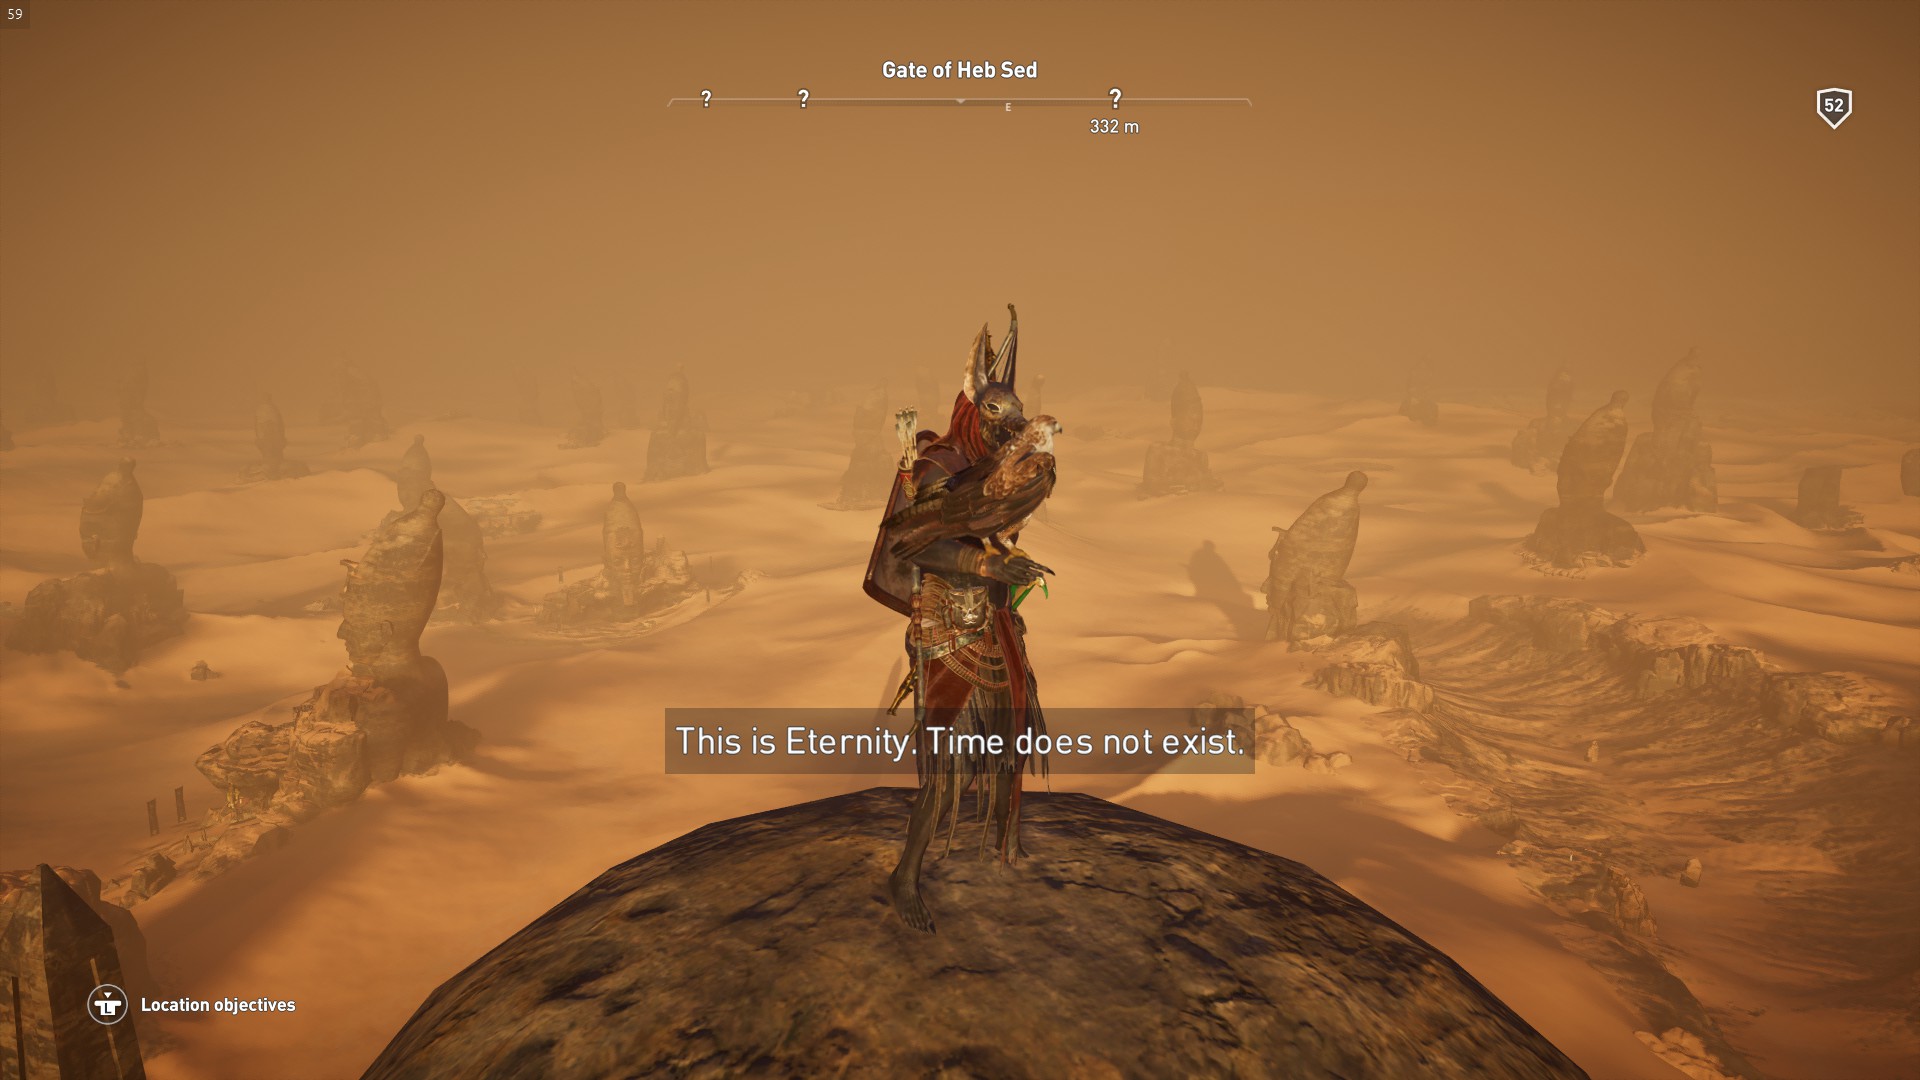 59
Gate of Heb Sed
? ? ?
E
332 m
52
This is Eternity. Time does not exist.
L
Location objectives